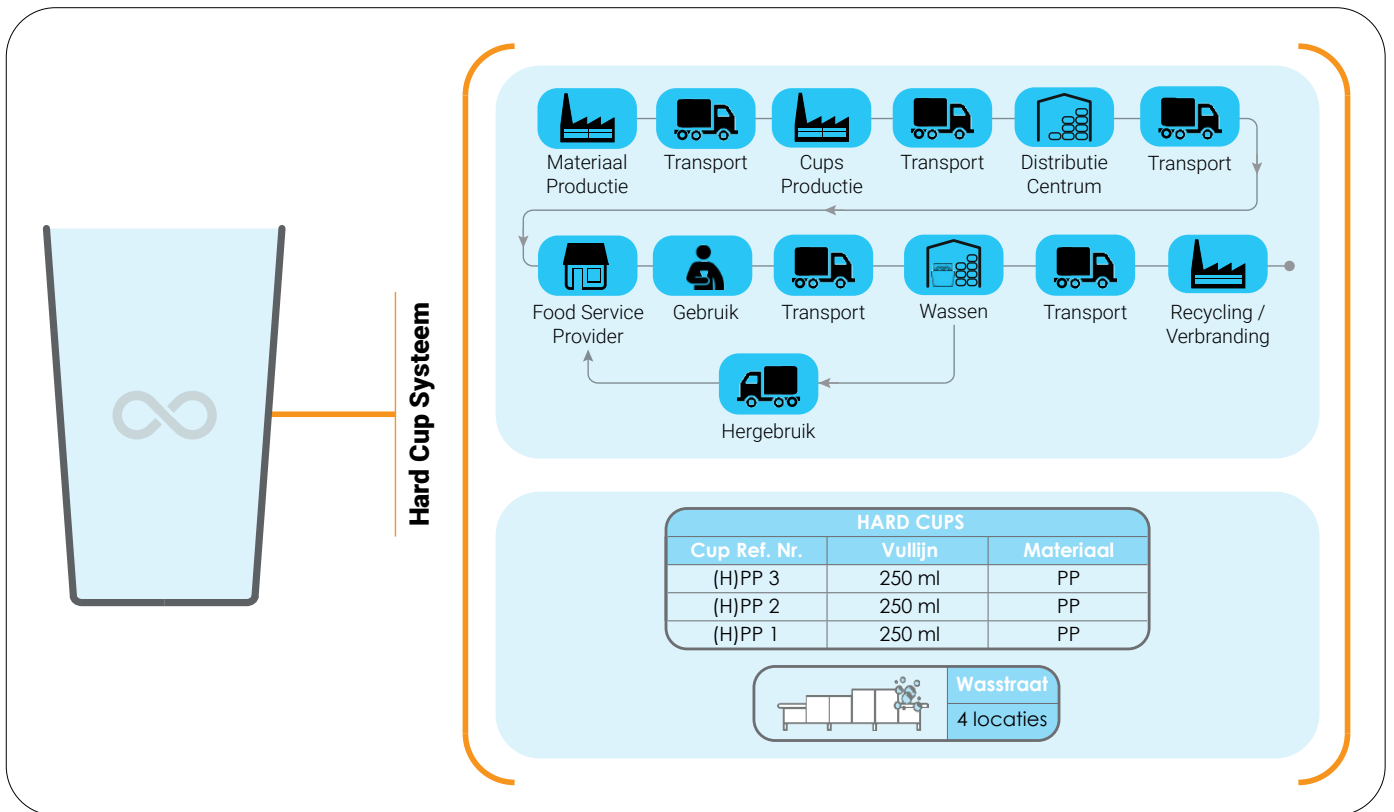 Hard Cup Systeem
Materiaal
Productie
Transport
Cups
Productie
Transport
Distributie
Centrum
Transport
Food Service
Provider
Gebruik
Transport
Wassen
Transport
Recycling /
Verbranding
Hergebruik
HARD CUPS
Cup Ref. Nr. Vullijn Materiaal
(H)PP 3 250 ml PP
(H)PP 2 250 ml PP
(H)PP 1 250 ml PP
Wasstraat
4 locaties